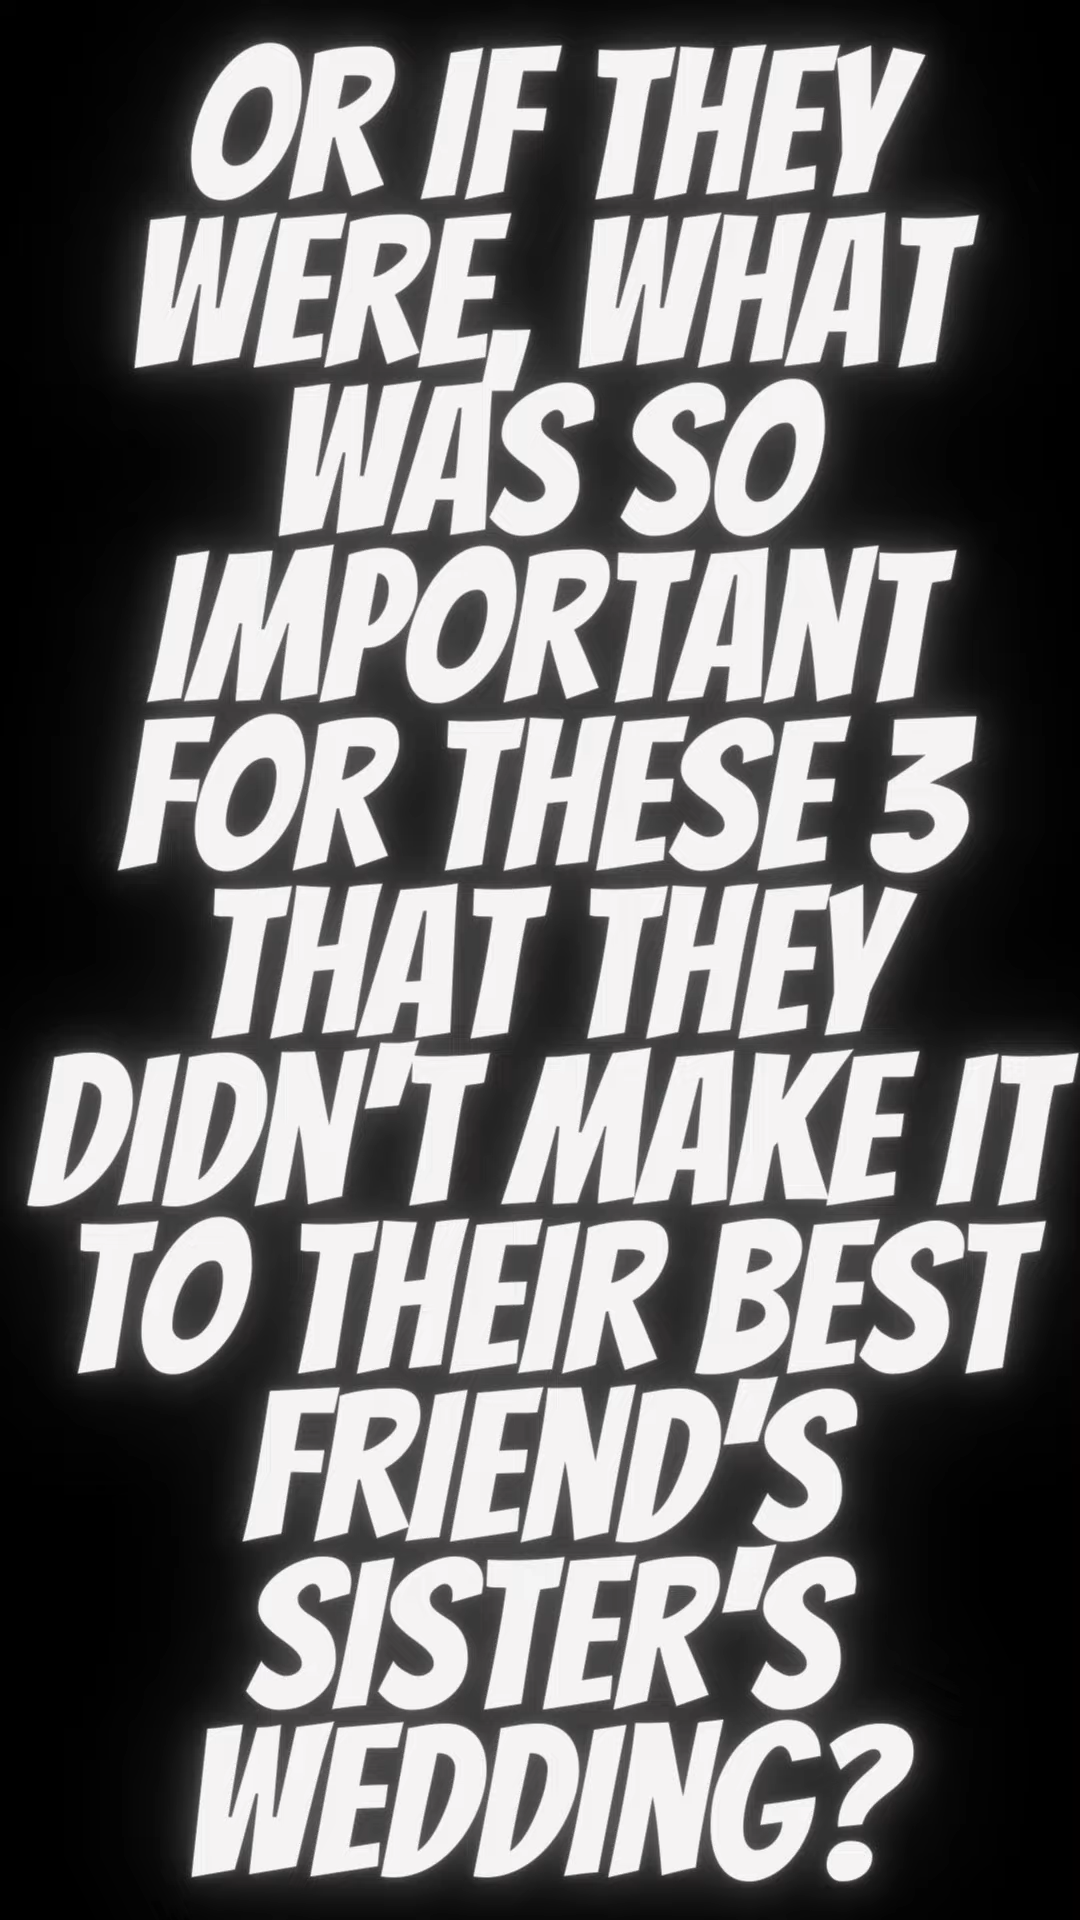 OR IF THEY
WERE, WHAT
WAS SO
IMPORTANT
FOR THESE 3
THAT THEY
DIDN'T MAKE IT
TO THEIR BEST
FRIEND'S
SISTER'S
WEDDING?